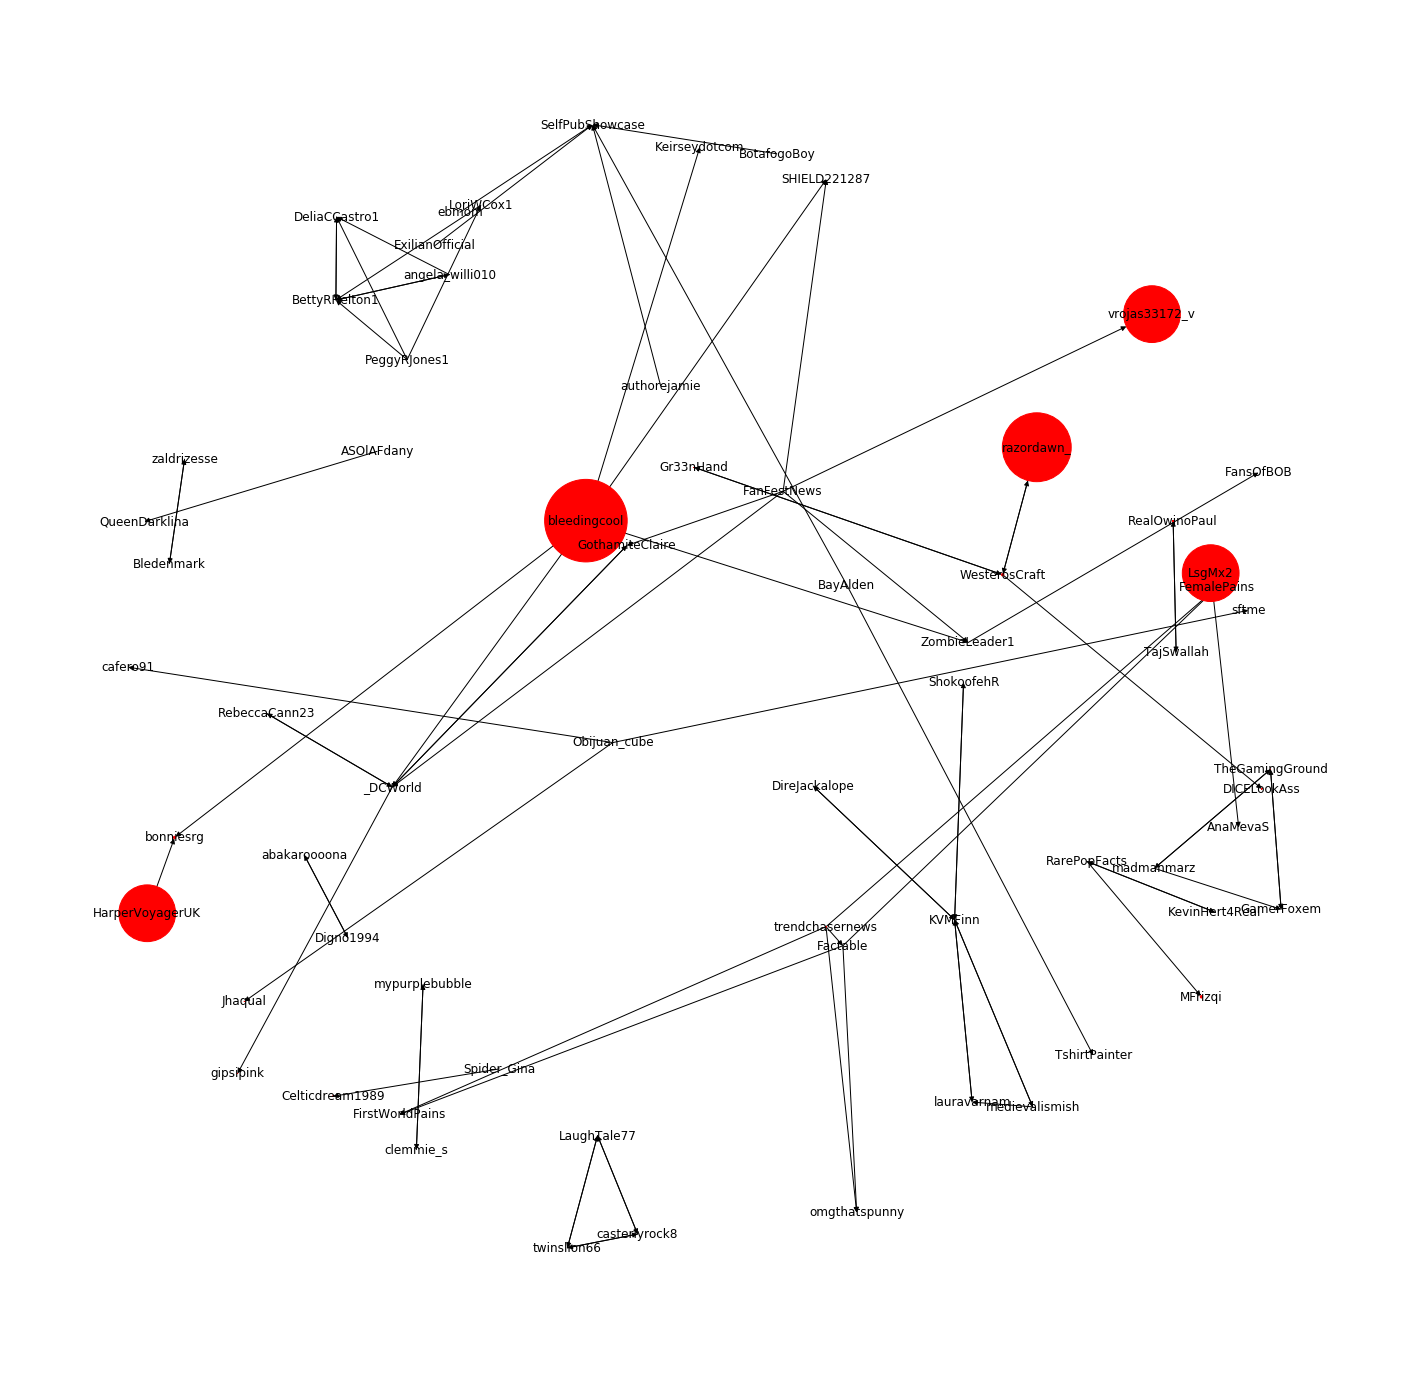 SelfPubShowcase
Keirseydotcom
BotafogoBoy
SHIELD221287
LoriWCox1
ebmom
DeliaCCastro1
ExilianOfficial
angela_willi010
BettyRHelton1
vrojas33172_v
PeggyRJones1
authorejamie
razordawn_
ASOIAFdany
zaldrizesse
Gr33nHand
FansOfBOB
FanFestNews
QueenDarklina
bleedingcool
RealOwinoPaul
GothamiteClaire
Bledenmark
WesterosCraft
LsgMx2
BayAlden
FemalePains
sftme
ZombieLeader1
TajSwallah
cafero91
ShokoofehR
RebeccaCann23
Obijuan_cube
TheGamingGround
_DCWorld
DireJackalope
DICELookAss
AnaMevaS
bonniesrg
abakaroooona
RarePopFacts
madmanmarz
HarperVoyagerUK
KevinHert4Real
GamerFoxem
KVMFinn
trendchasernews
Digno1994
Factable
mypurplebubble
Jhaqual
MFrizqi
TshirtPainter
gipsipink
Spider_Gina
Celticdream1989
FirstWorldPains
lauravarnam
medievalismish
LaughTale77
clemmie_s
omgthatspunny
casterlyrock8
twinslion66